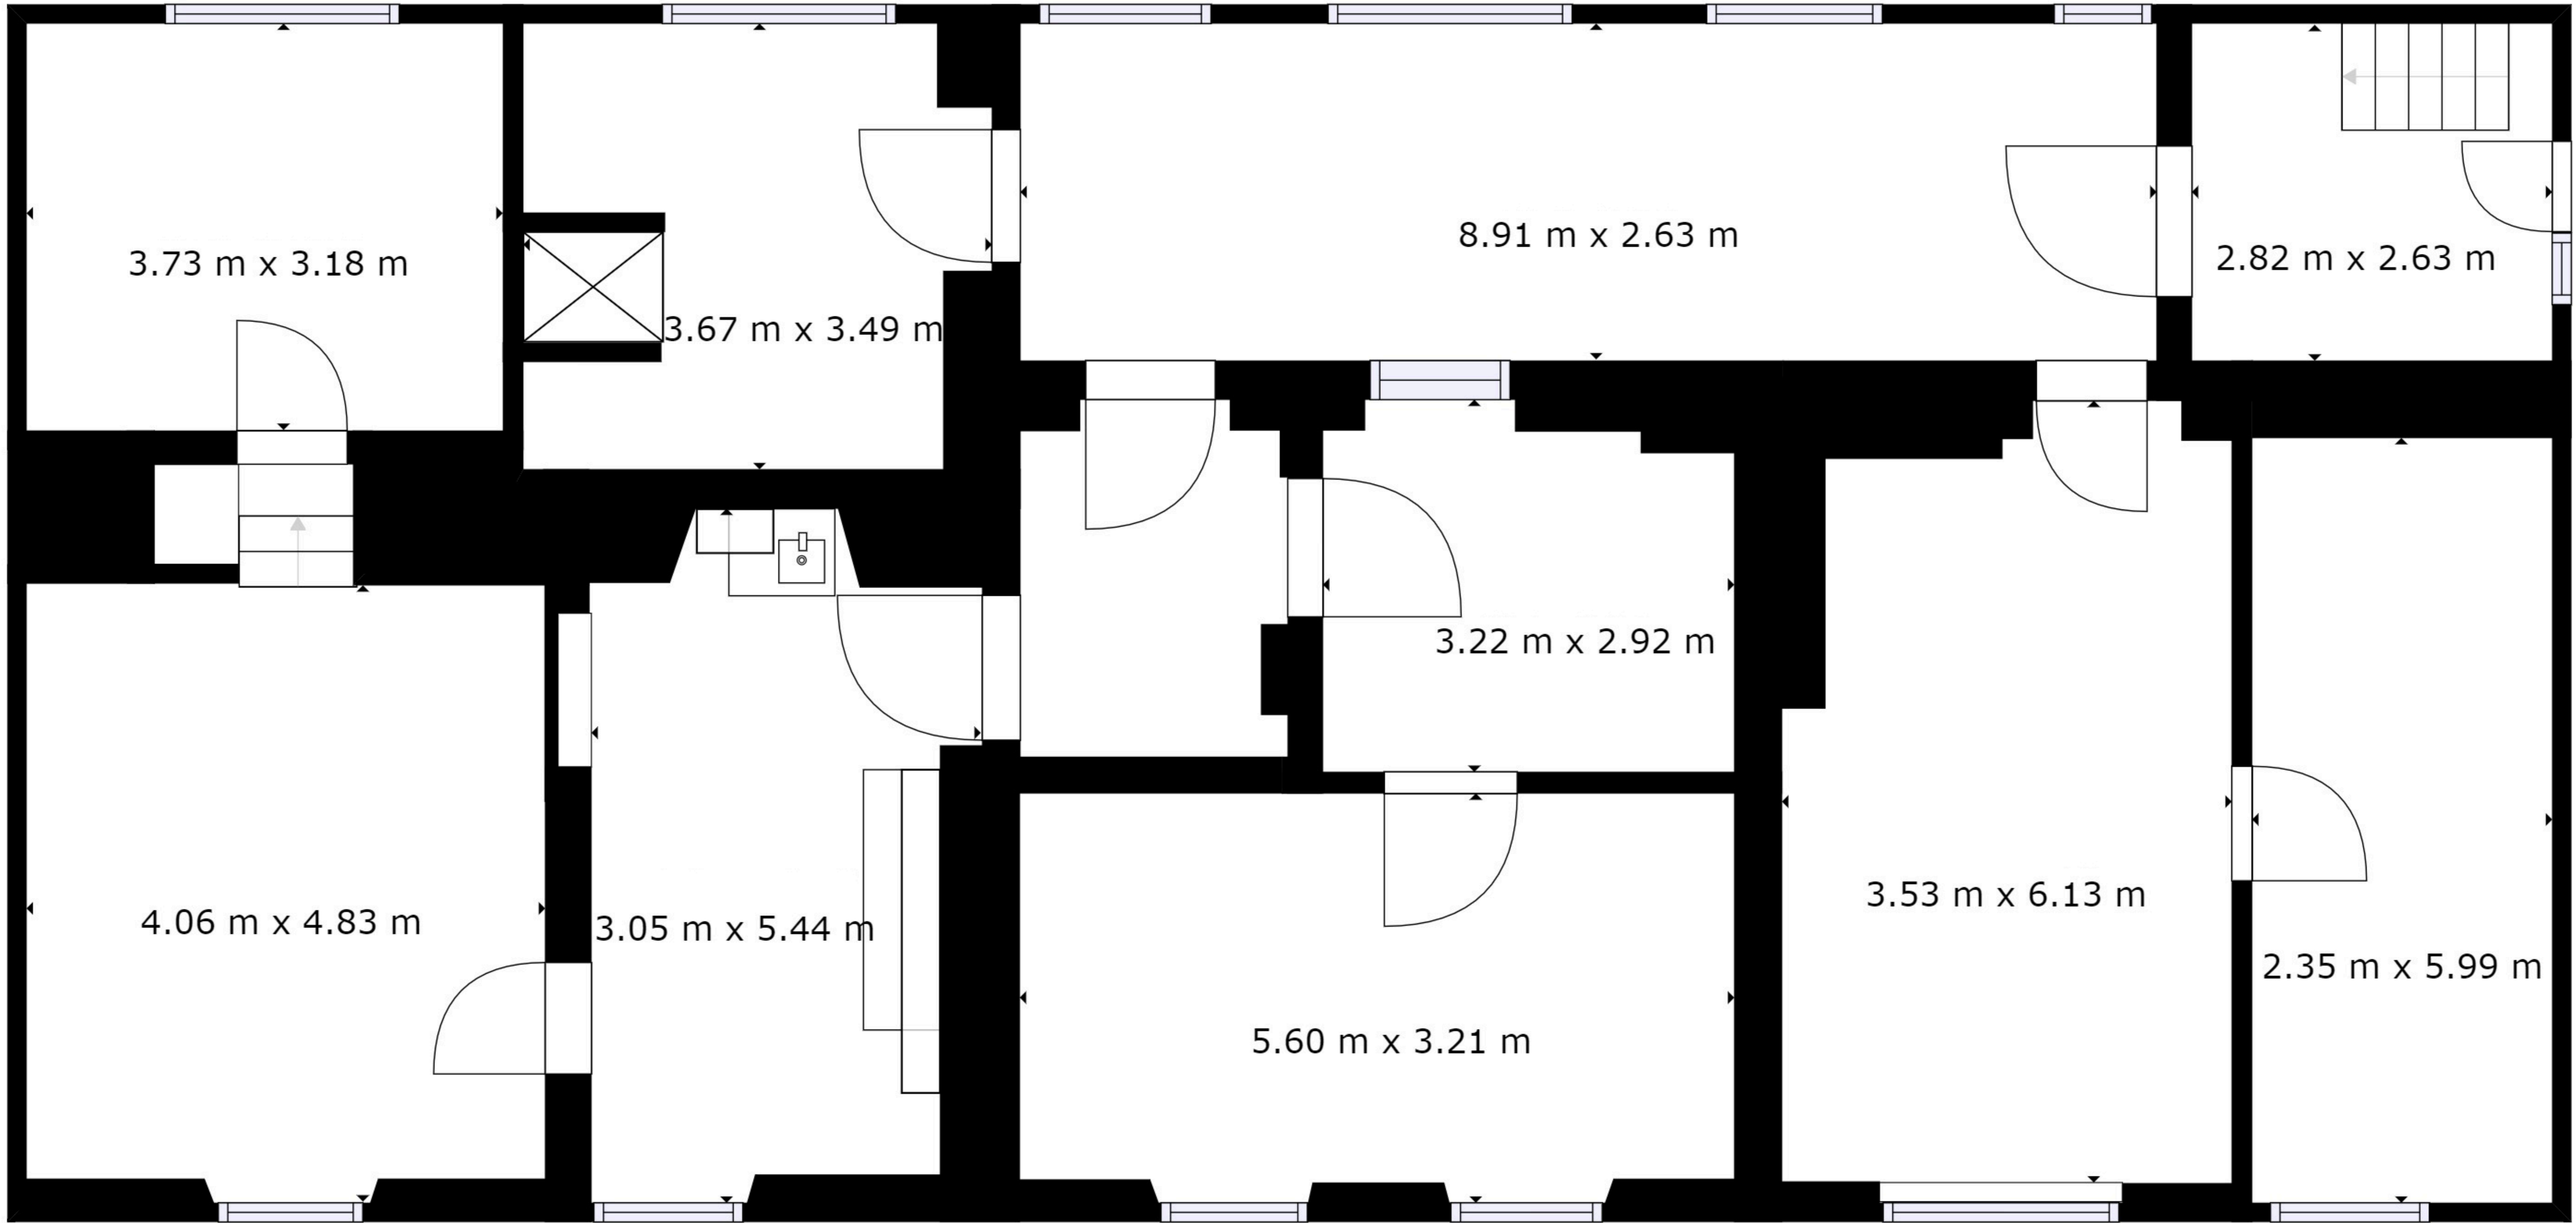 3.73 m x 3.18 m
3.67 m x 3.49 m
8.91 m x 2.63 m
2.82 m x 2.63 m
3.22 m x 2.92 m
4.06 m x 4.83 m
3.05 m x 5.44 m
5.60 m x 3.21 m
3.53 m x 6.13 m
2.35 m x 5.99 m